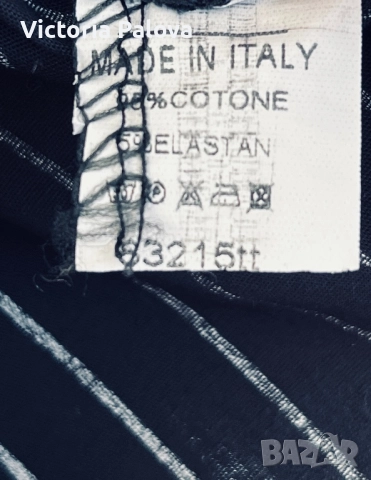 Victoria Palova
MADE IN ITALY
95%COTONE
5%ELASTAN
63215tt
BAZAR